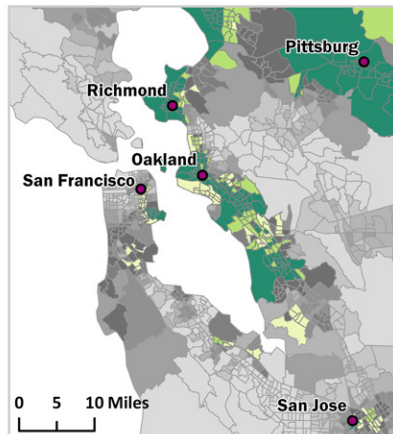 Pittsburg
Richmond
Oakland
San Francisco
San Jose
0 5 10 Miles